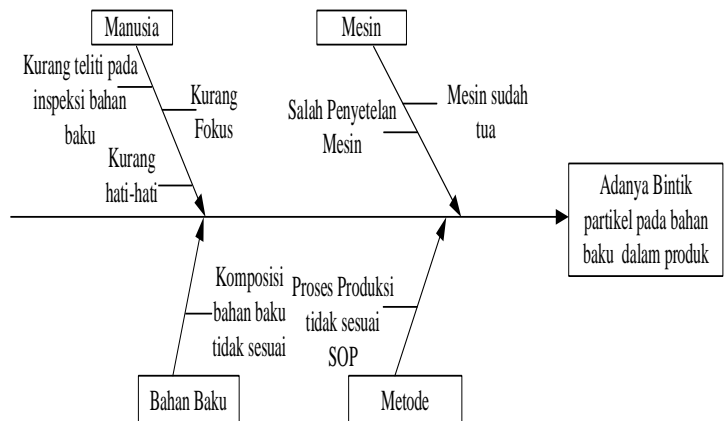 Manusia
Mesin
Kurang teliti pada
inspeksi bahan
baku
Kurang
Fokus
Kurang
hati-hati
Salah Penyetelan
Mesin
Mesin sudah
tua
Adanya Bintik
partikel pada bahan
baku dalam produk
Komposisi
bahan baku
tidak sesuai
Proses Produksi
tidak sesuai
SOP
Bahan Baku
Metode